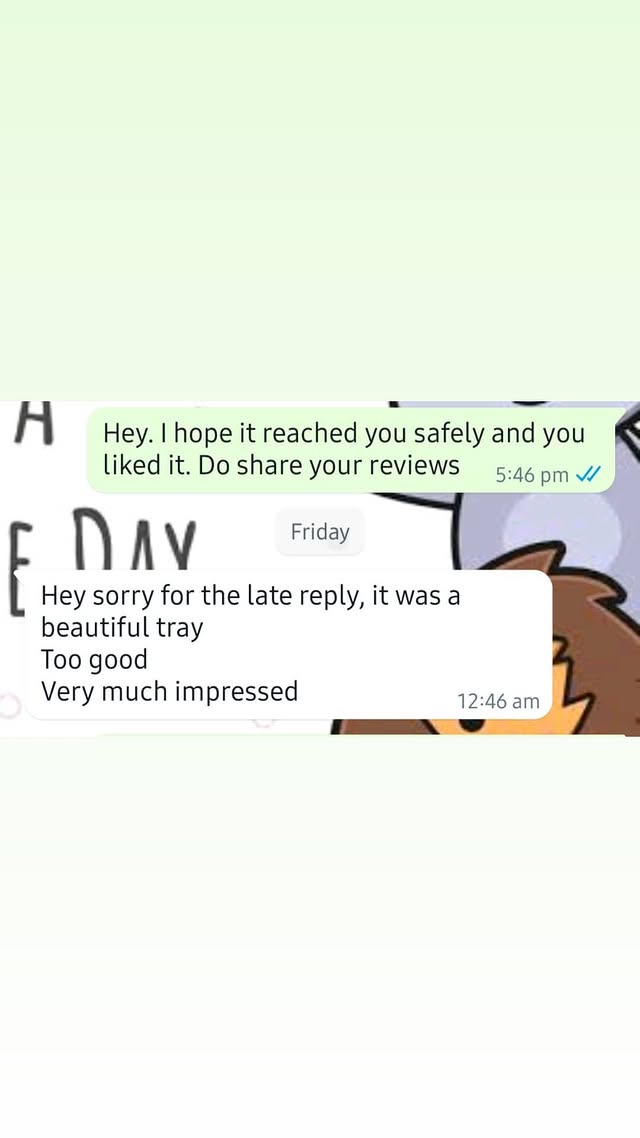 A
Hey. I hope it reached you safely and you
liked it. Do share your reviews
5:46 pm
E DAY
Friday
Hey sorry for the late reply, it was a
beautiful tray
Too good
Very much impressed
12:46 am